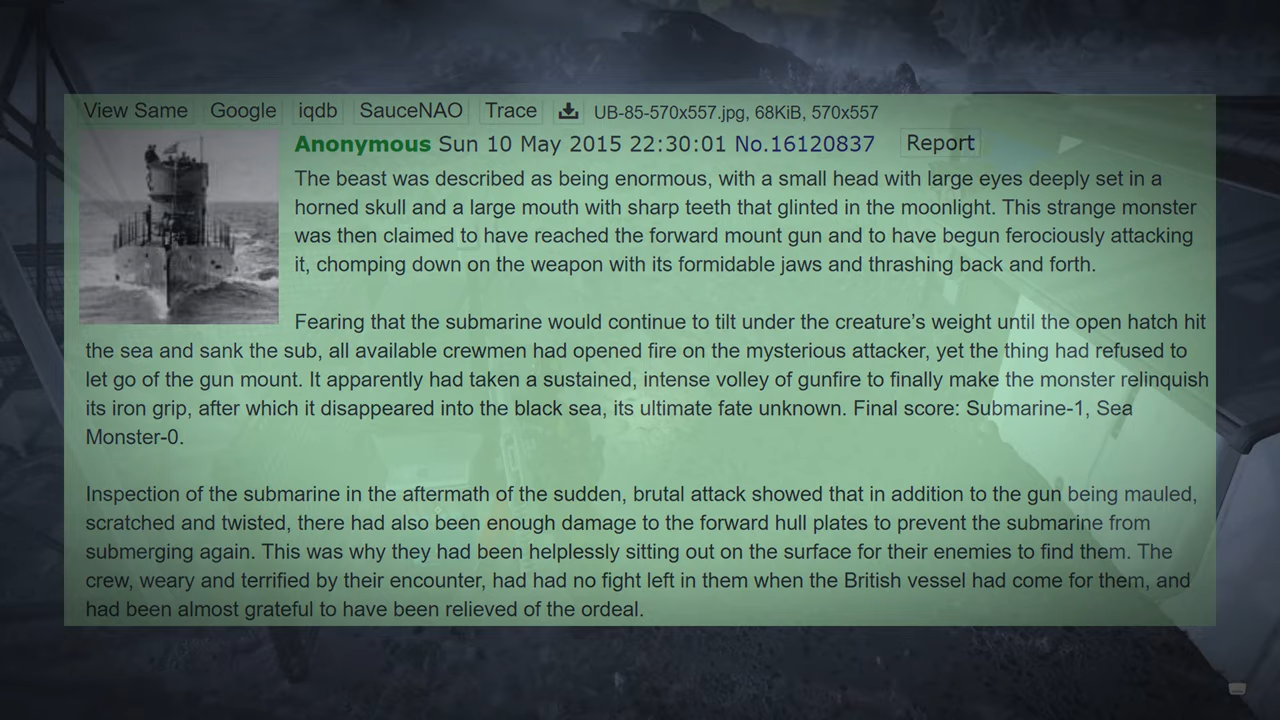 View Same Google iqdb SauceNAO Trace UB-85-570x557.jpg, 68KiB, 570x557
Anonymous Sun 10 May 2015 22:30:01 No.16120837 Report
The beast was described as being enormous, with a small head with large eyes deeply set in a
horned skull and a large mouth with sharp teeth that glinted in the moonlight. This strange monster
was then claimed to have reached the forward mount gun and to have begun ferociously attacking
it, chomping down on the weapon with its formidable jaws and thrashing back and forth.
Fearing that the submarine would continue to tilt under the creature’s weight until the open hatch hit
the sea and sank the sub, all available crewmen had opened fire on the mysterious attacker, yet the thing had refused to
let go of the gun mount. It apparently had taken a sustained, intense volley of gunfire to finally make the monster relinquish
its iron grip, after which it disappeared into the black sea, its ultimate fate unknown. Final score: Submarine-1, Sea
Monster-0.
Inspection of the submarine in the aftermath of the sudden, brutal attack showed that in addition to the gun being mauled,
scratched and twisted, there had also been enough damage to the forward hull plates to prevent the submarine from
submerging again. This was why they had been helplessly sitting out on the surface for their enemies to find them. The
crew, weary and terrified by their encounter, had had no fight left in them when the British vessel had come for them, and
had been almost grateful to have been relieved of the ordeal.